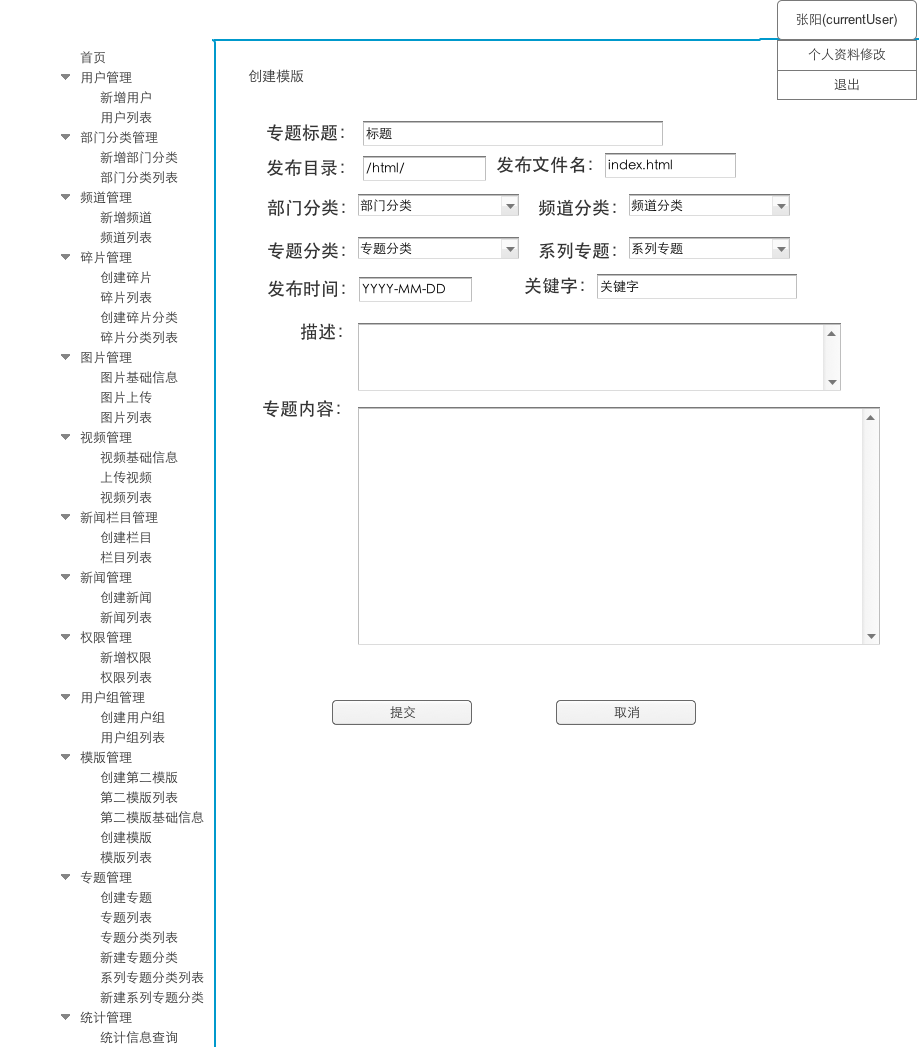 张阳(currentUser)
个人资料修改
退出
首页
用户管理
新增用户
用户列表
部门分类管理
新增部门分类
部门分类列表
频道管理
新增频道
频道列表
碎片管理
创建碎片
碎片列表
创建碎片分类
碎片分类列表
图片管理
图片基础信息
图片上传
图片列表
视频管理
视频基础信息
上传视频
视频列表
新闻栏目管理
创建栏目
栏目列表
新闻管理
创建新闻
新闻列表
权限管理
新增权限
权限列表
用户组管理
创建用户组
用户组列表
模版管理
创建第二模版
第二模版列表
第二模版基础信息
创建模版
模版列表
专题管理
创建专题
专题列表
专题分类列表
新建专题分类
系列专题分类列表
新建系列专题分类
统计管理
统计信息查询
创建模版
专题标题： 标题
发布目录： /html/ 发布文件名： index.html
部门分类： 部门分类 频道分类： 频道分类
专题分类： 专题分类 系列专题： 系列专题
发布时间： YYYY-MM-DD 关键字： 关键字
描述：
专题内容：
提交 取消